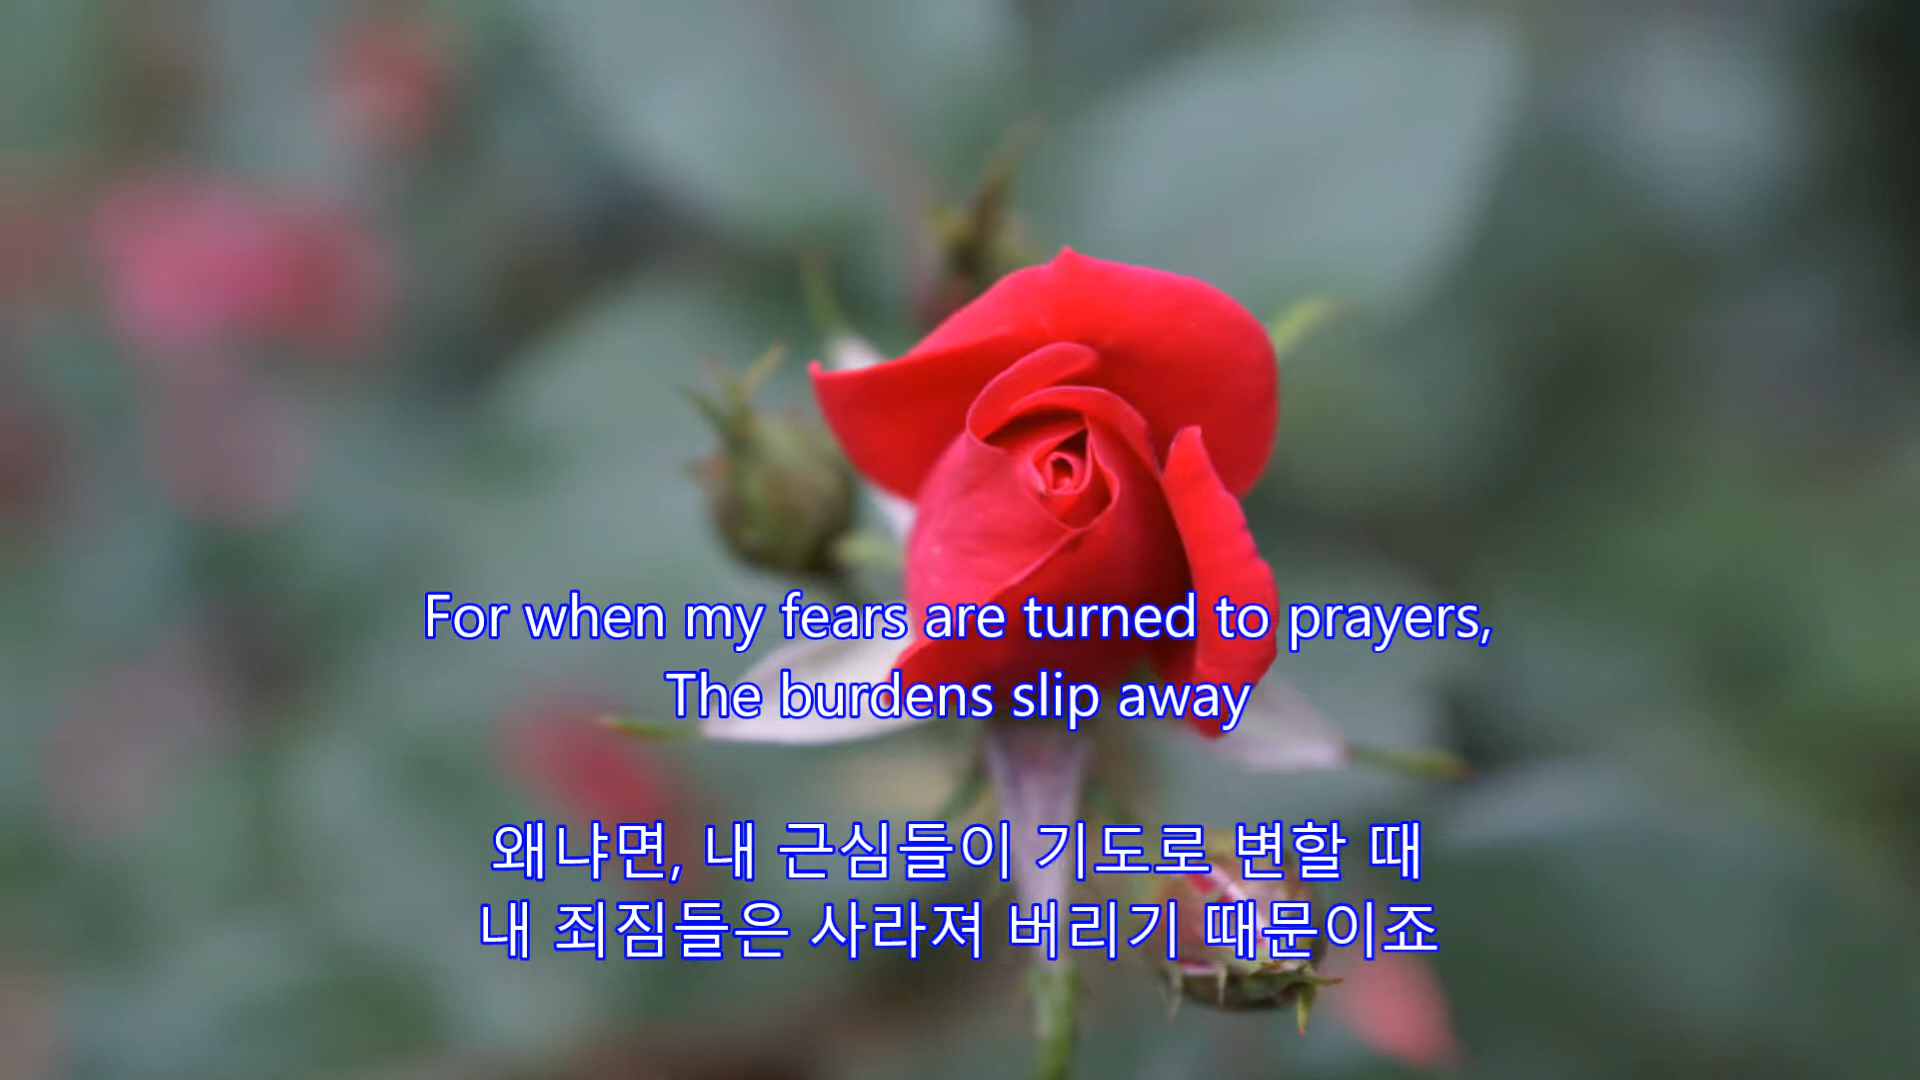 For when my fears are turned to prayers,
The burdens slip away
왜냐면, 내 근심들이 기도로 변할 때
내 죄짐들은 사라져 버리기 때문이죠